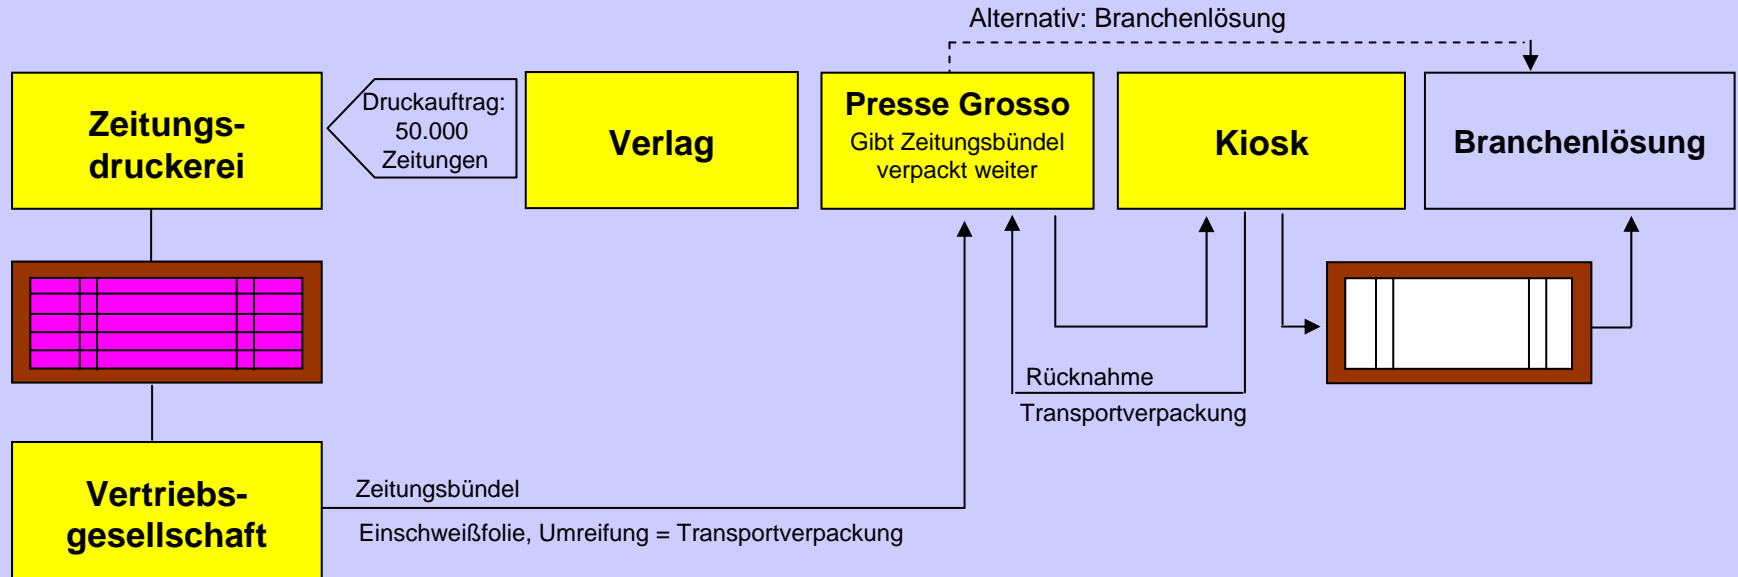 Alternativ: Branchenlösung
Zeitungs-
druckerei
Druckauftrag:
50.000
Zeitungen
Verlag
Presse Grosso
Gibt Zeitungsbündel
verpackt weiter
Kiosk
Branchenlösung
Rücknahme
Transportverpackung
Vertriebs-
gesellschaft
Zeitungsbündel
Einschweißfolie, Umreifung = Transportverpackung